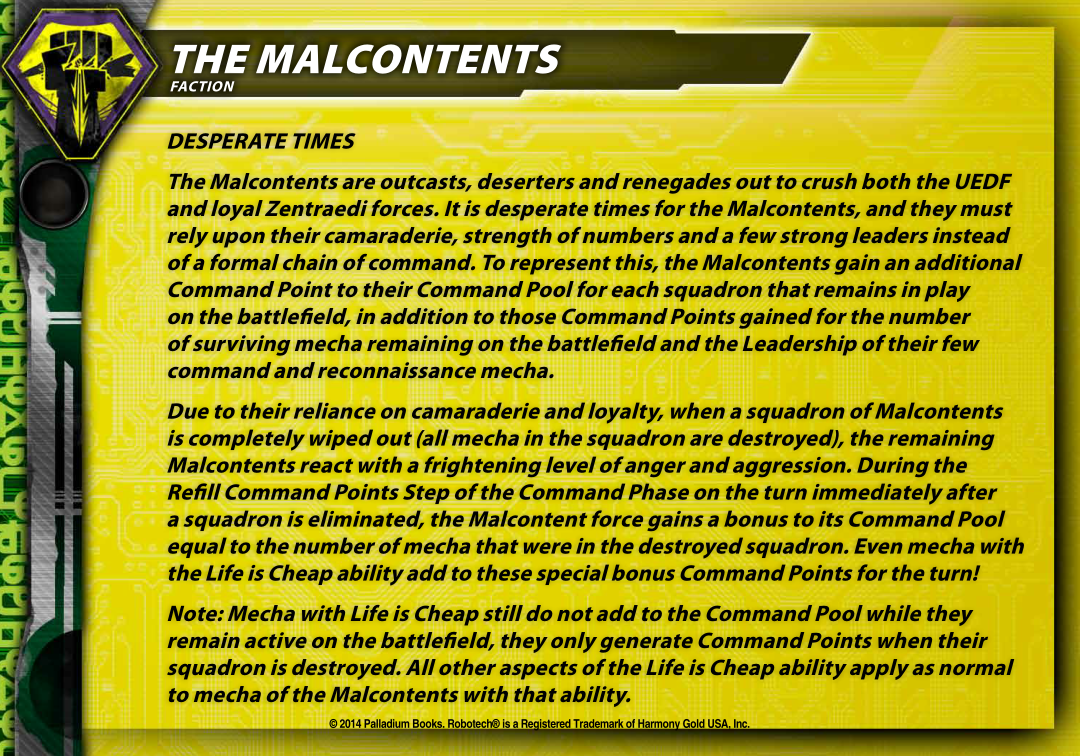 THE MALCONTENTS
FACTION
DESPERATE TIMES
The Malcontents are outcasts, deserters and renegades out to crush both the UEDF
and loyal Zentraedi forces. It is desperate times for the Malcontents, and they must
rely upon their camaraderie, strength of numbers and a few strong leaders instead
of a formal chain of command. To represent this, the Malcontents gain an additional
Command Point to their Command Pool for each squadron that remains in play
on the battlefield, in addition to those Command Points gained for the number
of surviving mecha remaining on the battlefield and the Leadership of their few
command and reconnaissance mecha.
Due to their reliance on camaraderie and loyalty, when a squadron of Malcontents
is completely wiped out (all mecha in the squadron are destroyed), the remaining
Malcontents react with a frightening level of anger and aggression. During the
Refill Command Points Step of the Command Phase on the turn immediately after
a squadron is eliminated, the Malcontent force gains a bonus to its Command Pool
equal to the number of mecha that were in the destroyed squadron. Even mecha with
the Life is Cheap ability add to these special bonus Command Points for the turn!
Note: Mecha with Life is Cheap still do not add to the Command Pool while they
remain active on the battlefield, they only generate Command Points when their
squadron is destroyed. All other aspects of the Life is Cheap ability apply as normal
to mecha of the Malcontents with that ability.
© 2014 Palladium Books. Robotech® is a Registered Trademark of Harmony Gold USA, Inc.